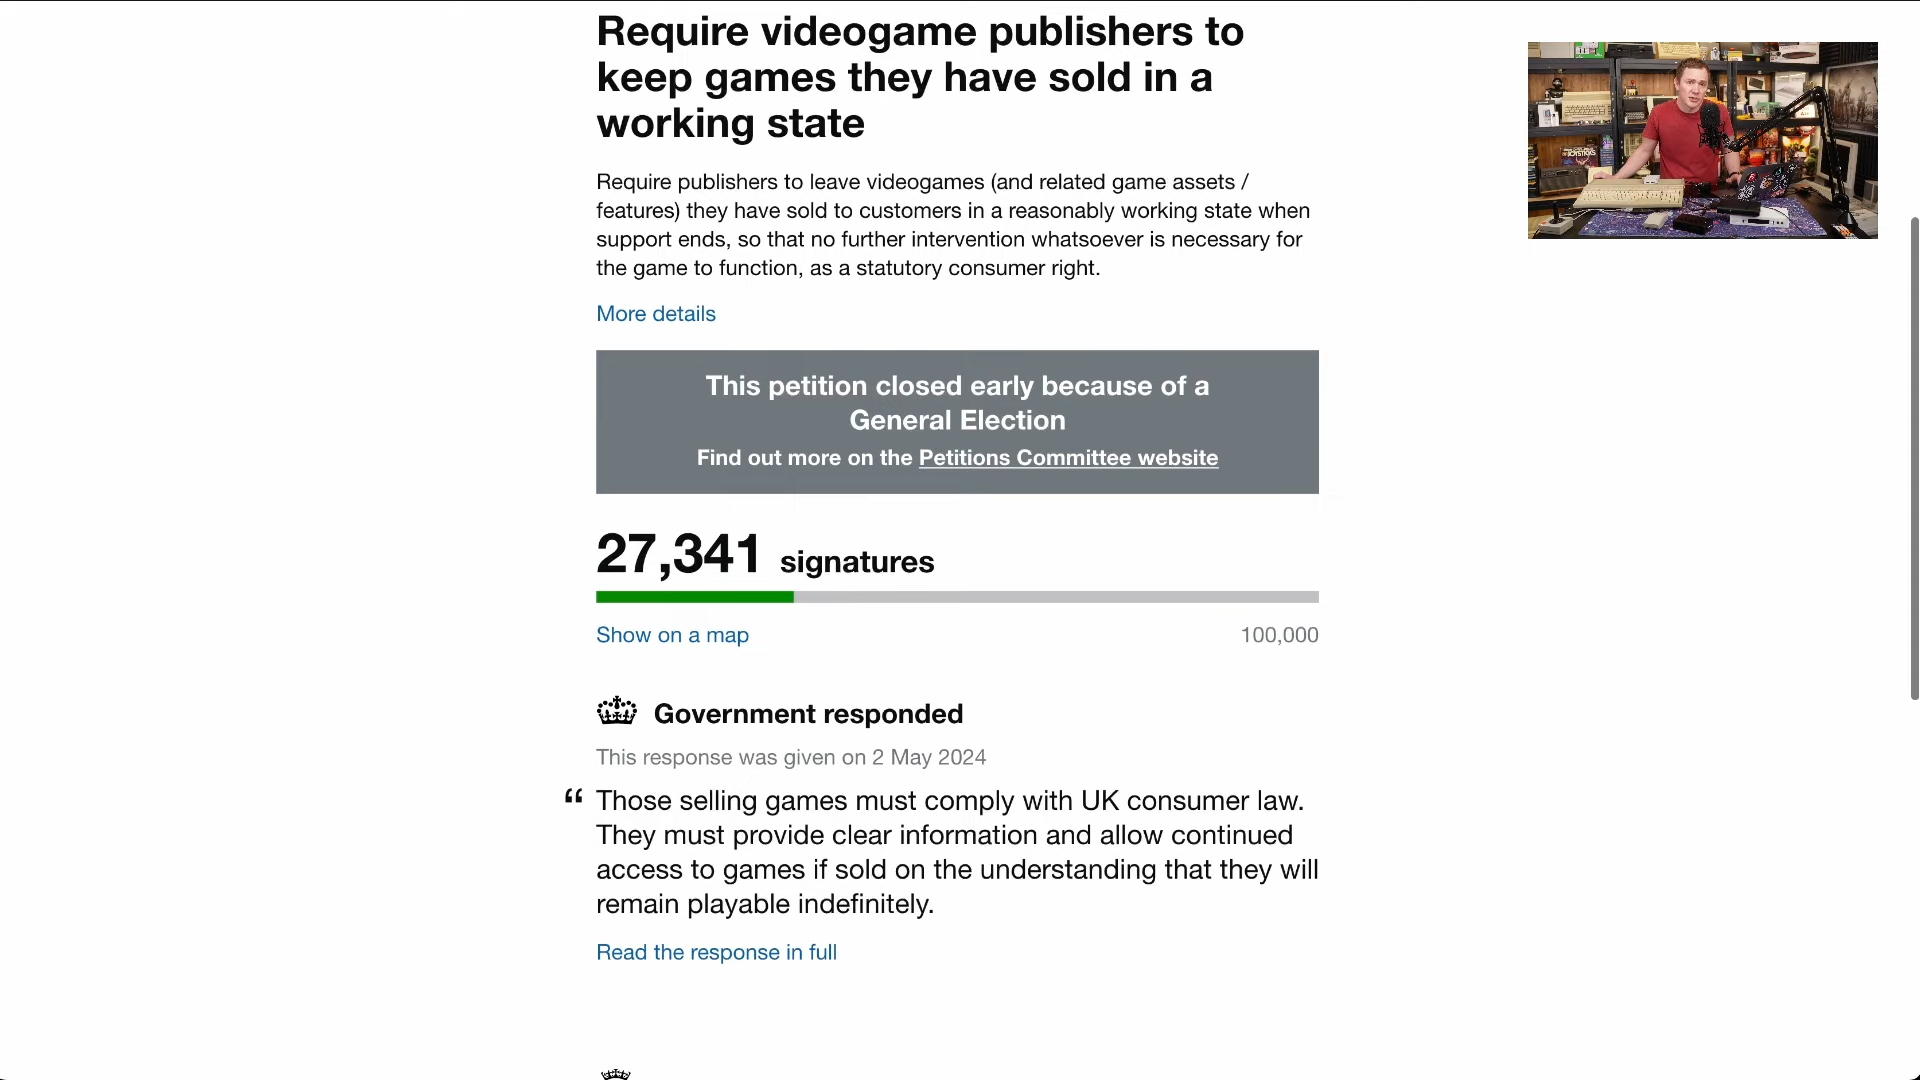 Require videogame publishers to
keep games they have sold in a
working state
Require publishers to leave videogames (and related game assets /
features) they have sold to customers in a reasonably working state when
support ends, so that no further intervention whatsoever is necessary for
the game to function, as a statutory consumer right.
More details
This petition closed early because of a
General Election
Find out more on the Petitions Committee website
27,341 signatures
Show on a map
100,000
Government responded
This response was given on 2 May 2024
“ Those selling games must comply with UK consumer law.
They must provide clear information and allow continued
access to games if sold on the understanding that they will
remain playable indefinitely.
Read the response in full
JOYSTICKS